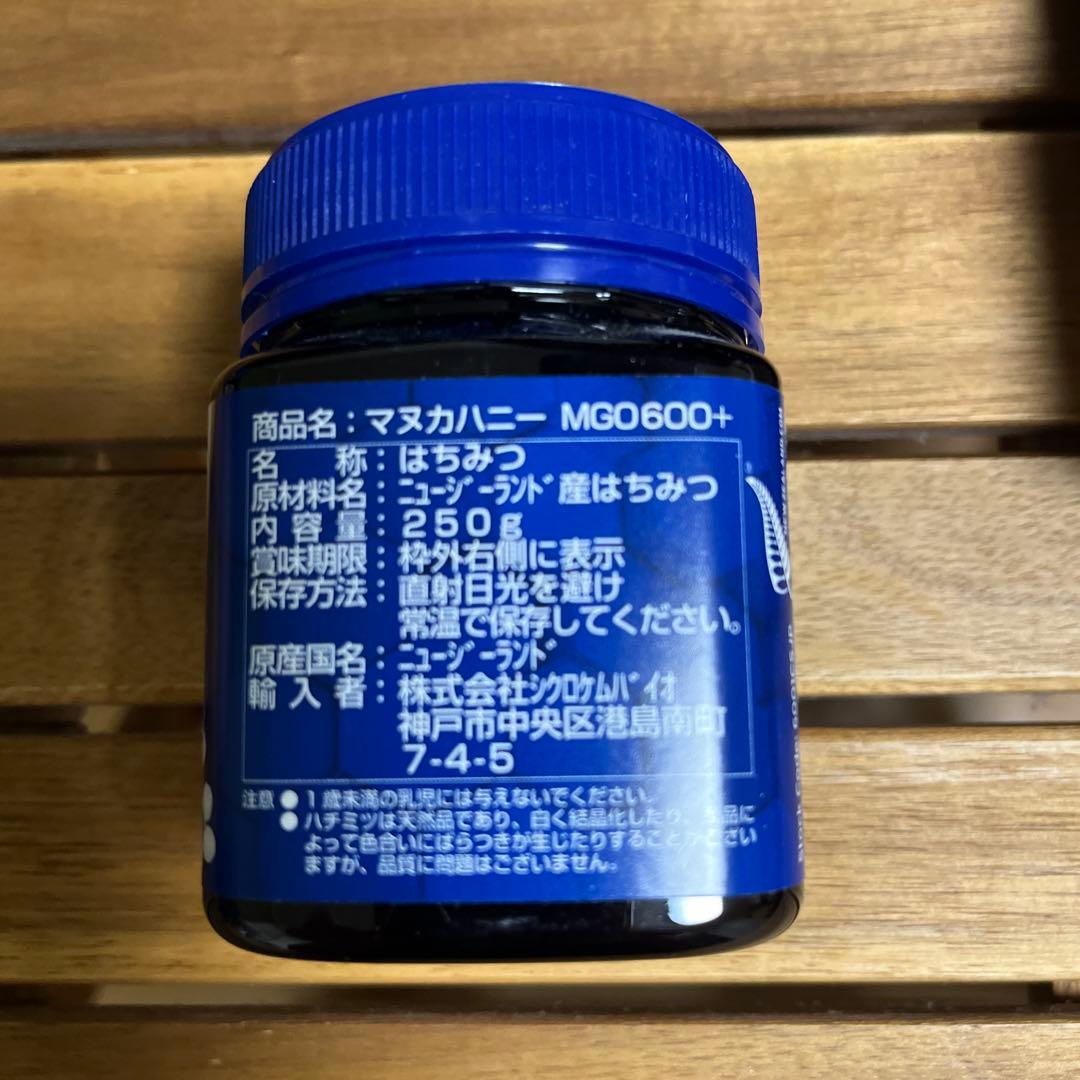 商品名：マヌカハニー MGO600+
名称：はちみつ
原材料名：ﾆｭｰｼﾞｰﾗﾝﾄﾞ産はちみつ
内容量：250g
賞味期限：枠外右側に表示
保存方法：直射日光を避け
常温で保存してください。
原産国名：ﾆｭｰｼﾞｰﾗﾝﾄﾞ
輸入者：株式会社ｼｸﾛｹﾑﾊﾞｲｵ
神戸市中央区港島南町
7-4-5
注意 ●1歳未満の乳児には与えないでください。
●ハチミツは天然品であり、白く結晶化したり、品に
よって色合いにばらつきが生じたりすることがござい
ますが、品質に問題はございません。